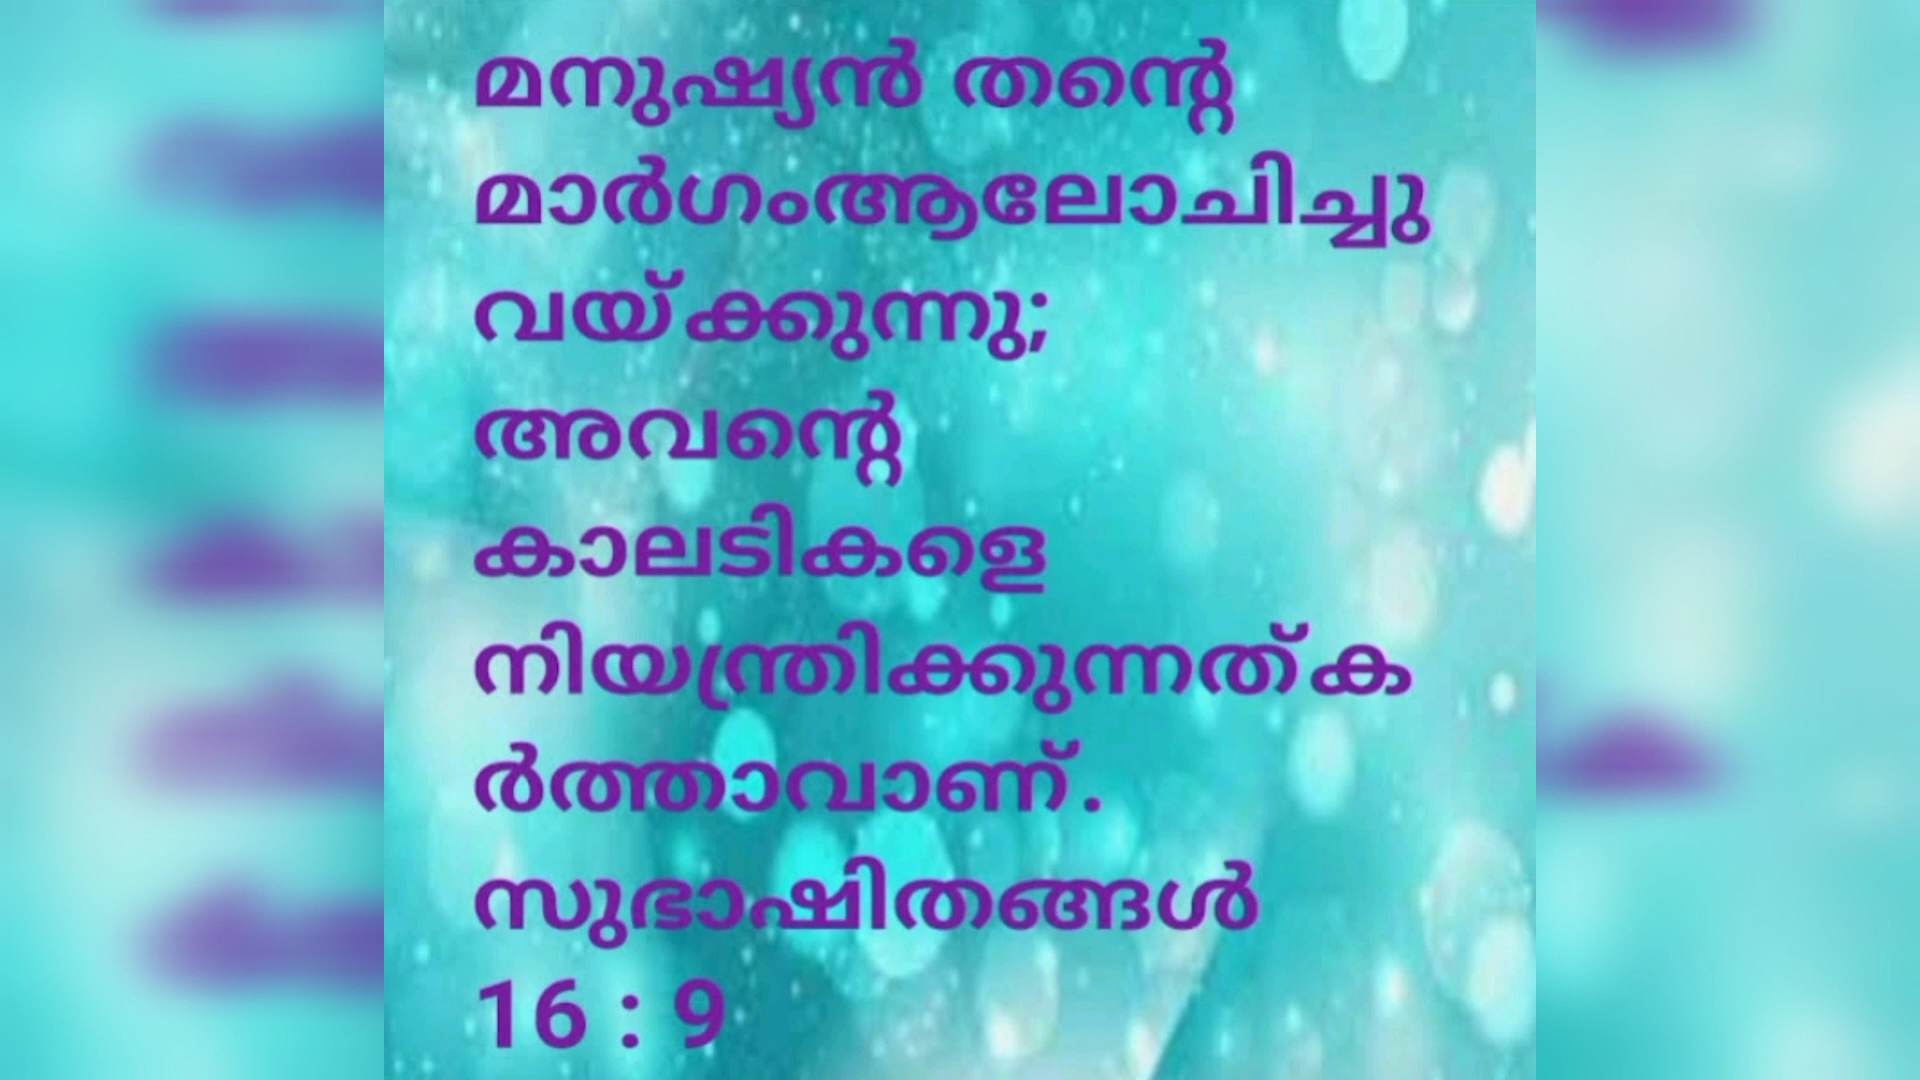 മനുഷ്യൻ തന്റെ
മാർഗംആലോചിച്ചു
വയ്ക്കുന്നു;
അവന്റെ
കാലടികളെ
നിയന്ത്രിക്കുന്നത്ക
ർത്താവാണ്.
സുഭാഷിതങ്ങൾ
16 : 9